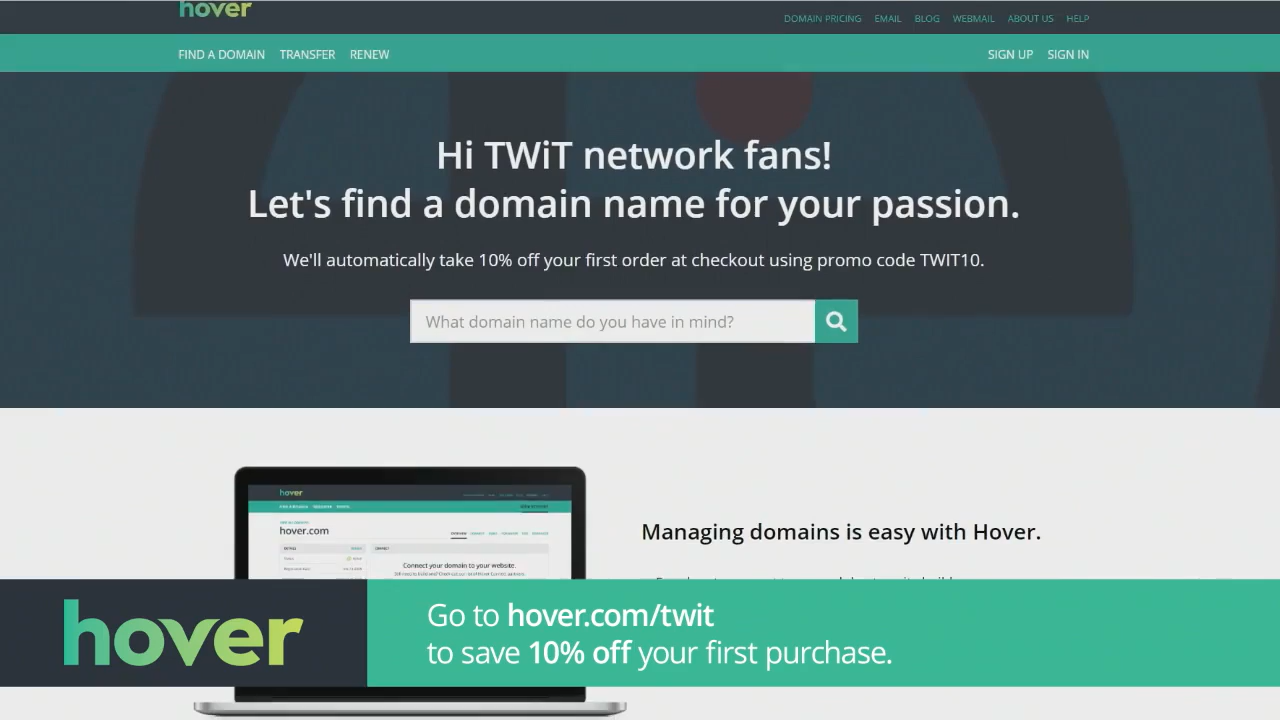 hover
DOMAIN PRICING EMAIL BLOG WEBMAIL ABOUT US HELP
FIND A DOMAIN TRANSFER RENEW SIGN UP SIGN IN
Hi TWiT network fans!
Let's find a domain name for your passion.
We'll automatically take 10% off your first order at checkout using promo code TWIT10.
What domain name do you have in mind?
hover
hover.com
Connect your domain to your website.
Managing domains is easy with Hover.
hover
Go to hover.com/twit
to save 10% off your first purchase.